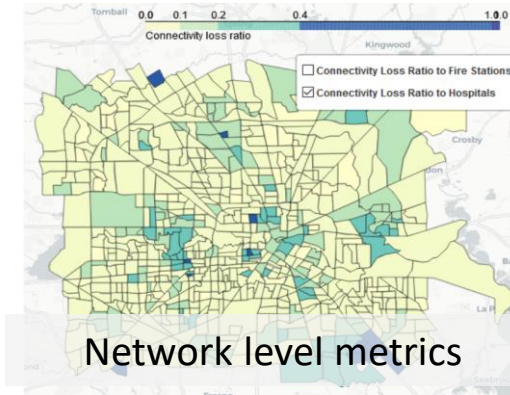 Tomball
0.0 0.1 0.2 0.4 1.0
Connectivity loss ratio
Kingwood
Connectivity Loss Ratio to Fire Stations
Connectivity Loss Ratio to Hospitals
Crosby
Network level metrics